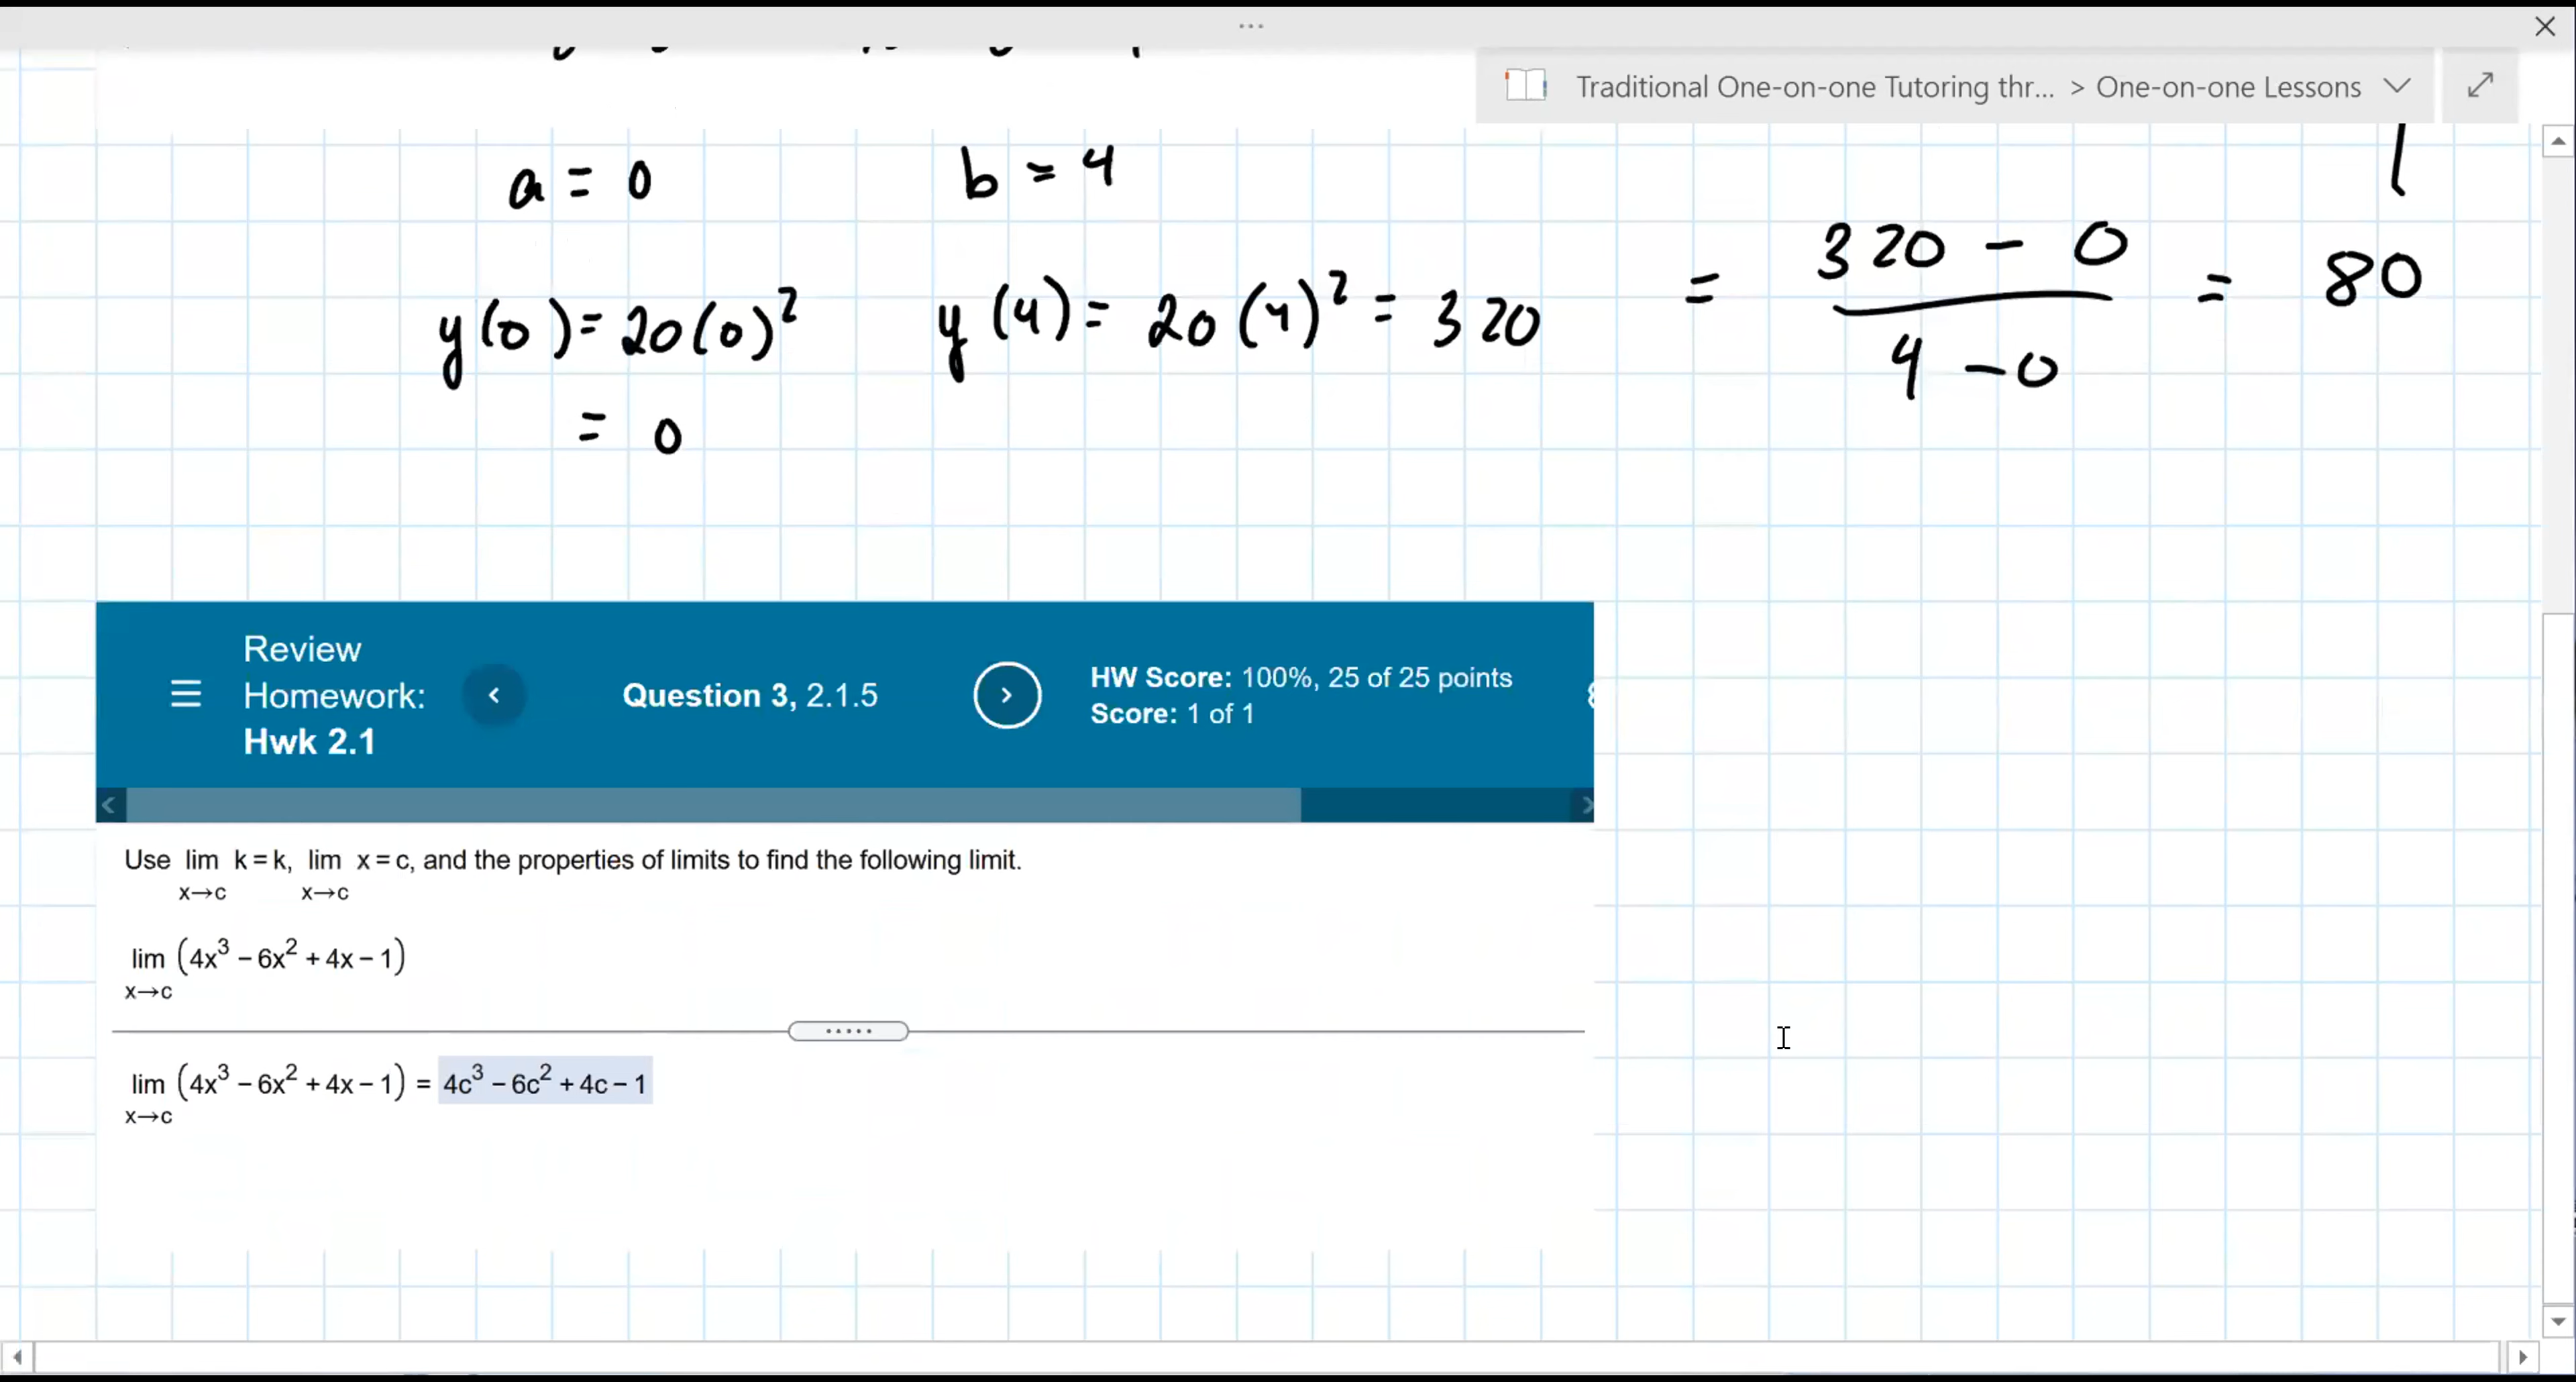 Traditional One-on-one Tutoring thr... > One-on-one Lessons
a = 0
b = 4
y(0) = 20(0)²
= 0
y(4) = 20(4)² = 320
= 320 - 0 / 4 - 0 = 80
Review
Homework:
Hwk 2.1
Question 3, 2.1.5
HW Score: 100%, 25 of 25 points
Score: 1 of 1
Use lim k = k, lim x = c, and the properties of limits to find the following limit.
x→c x→c
lim (4x³ − 6x² + 4x − 1)
x→c
lim (4x³ − 6x² + 4x − 1) = 4c³ − 6c² + 4c − 1
x→c